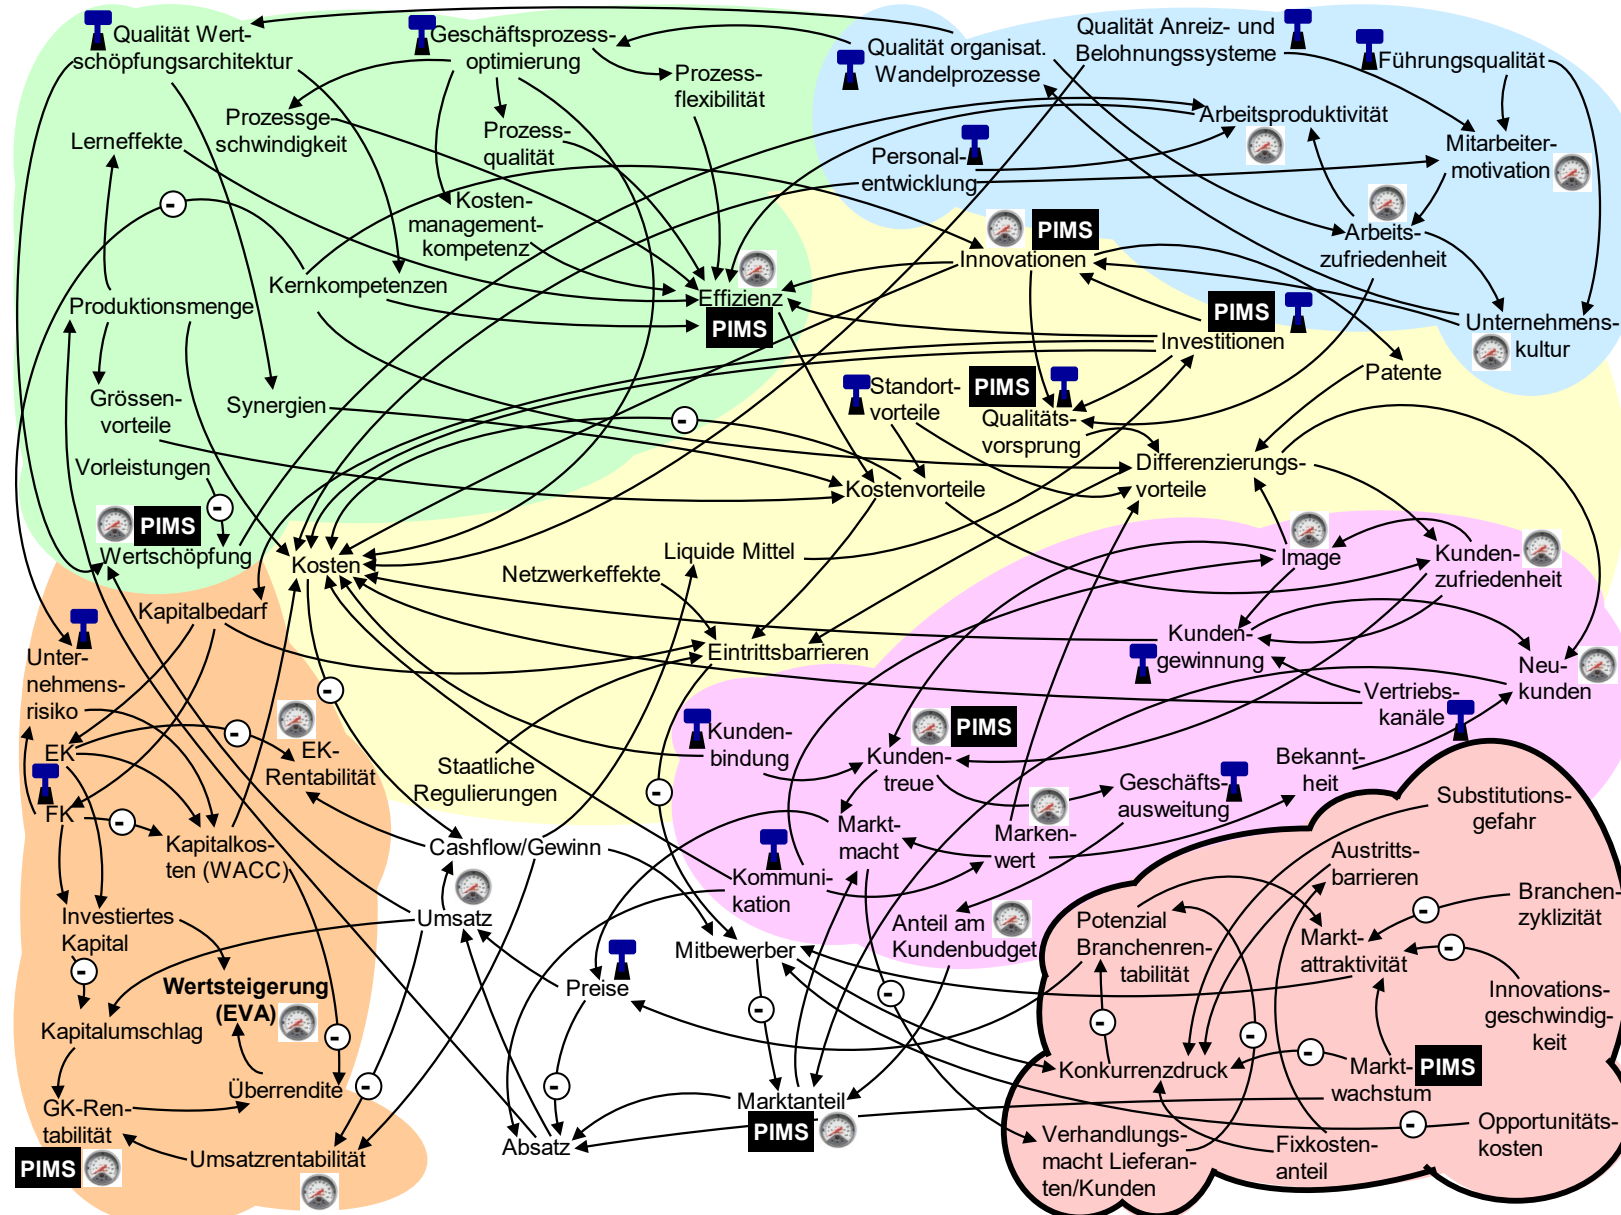 Qualität Wert-
schöpfungsarchitektur
Geschäftsprozess-
optimierung
Prozess-
flexibilität
Prozessge-
schwindigkeit
Prozess-
qualität
Lerneffekte
-
Kosten-
management-
kompetenz
Kernkompetenzen
Produktionsmenge
Effizienz
PIMS
Grössen-
vorteile
Synergien
Vorleistungen
-
PIMS
Wertschöpfung
Qualität organisat.
Wandelprozesse
Qualität Anreiz- und
Belohnungssysteme
Führungsqualität
Arbeitsproduktivität
Personal-
entwicklung
Mitarbeiter-
motivation
Arbeits-
zufriedenheit
Unternehmens-
kultur
PIMS
Innovationen
PIMS
Investitionen
Patente
Standort-
vorteile
PIMS
Qualitäts-
vorsprung
-
Differenzierungs-
vorteile
Kostenvorteile
Kosten
Liquide Mittel
Netzwerkeffekte
Eintrittsbarrieren
-
Staatliche
Regulierungen
Image
Kunden-
zufriedenheit
Kunden-
gewinnung
Neu-
kunden
Vertriebs-
kanäle
Kunden-
bindung
PIMS
Kunden-
treue
Bekannt-
heit
Geschäfts-
ausweitung
Markt-
macht
Marken-
wert
Kommuni-
kation
Anteil am
Kundenbudget
Kapitalbedarf
Unter-
nehmens-
risiko
EK
-
EK-
Rentabilität
FK
-
Kapitalkos-
ten (WACC)
Investiertes
Kapital
-
Wertsteigerung
(EVA)
Kapitalumschlag
-
Überrendite
-
GK-Ren-
tabilität
PIMS
Umsatzrentabilität
Cashflow/Gewinn
Umsatz
-
Mitbewerber
Preise
-
-
-
Marktanteil
PIMS
Absatz
Substitutions-
gefahr
Austritts-
barrieren
Branchen-
zyklizität
-
Potenzial
Branchenren-
tabilität
Markt-
attraktivität
-
Innovations-
geschwindig-
keit
-
-
-
Konkurrenzdruck
Markt-
wachstum
PIMS
-
Opportunitäts-
kosten
Verhandlungs-
macht Lieferan-
ten/Kunden
Fixkosten-
anteil